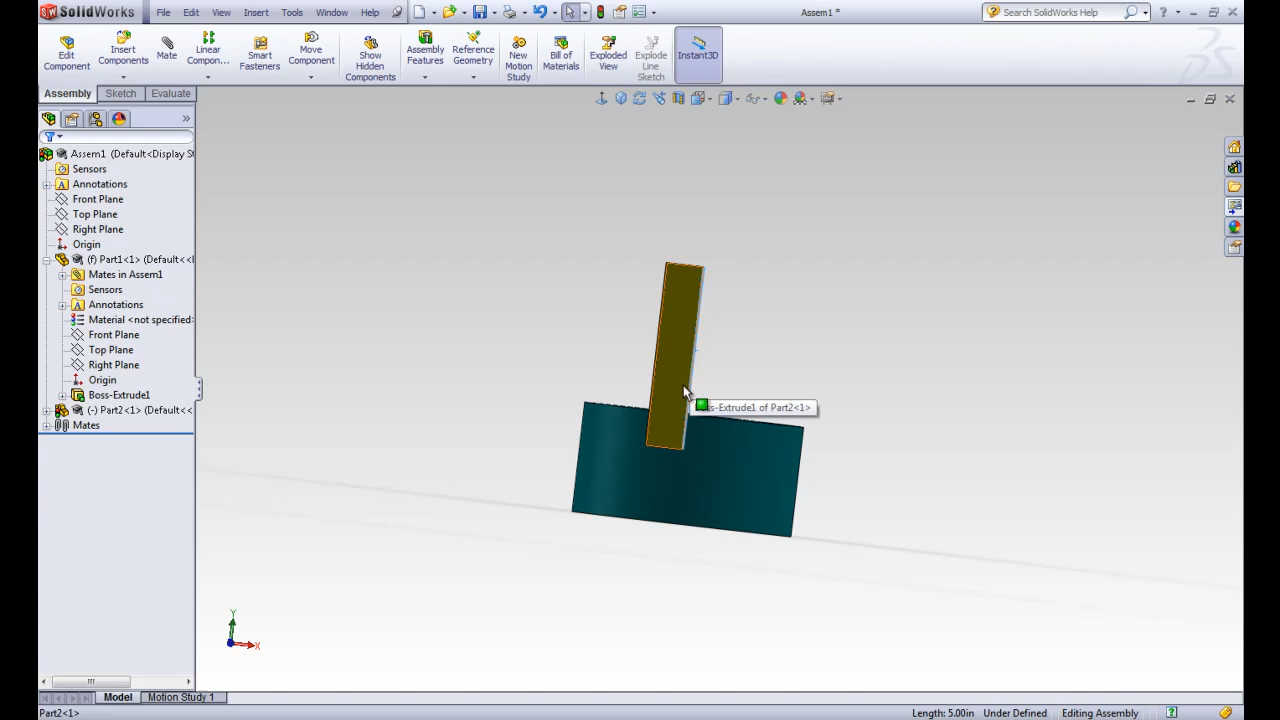 SW SolidWorks File Edit View Insert Tools Window Help Assem1 * Search SolidWorks Help
Edit Component
Insert Components
Mate
Linear Compon...
Smart Fasteners
Move Component
Show Hidden Components
Assembly Features
Reference Geometry
New Motion Study
Bill of Materials
Exploded View
Explode Line Sketch
Instant3D
Assembly Sketch Evaluate
Assem1 (Default<Display St
Sensors
Annotations
Front Plane
Top Plane
Right Plane
Origin
(f) Part1<1> (Default<<
Mates in Assem1
Sensors
Annotations
Material <not specified>
Front Plane
Top Plane
Right Plane
Origin
Boss-Extrude1
(-) Part2<1> (Default<<
Mates
ss-Extrude1 of Part2<1>
Y
X
Model Motion Study 1
Part2<1> Length: 5.00in Under Defined Editing Assembly